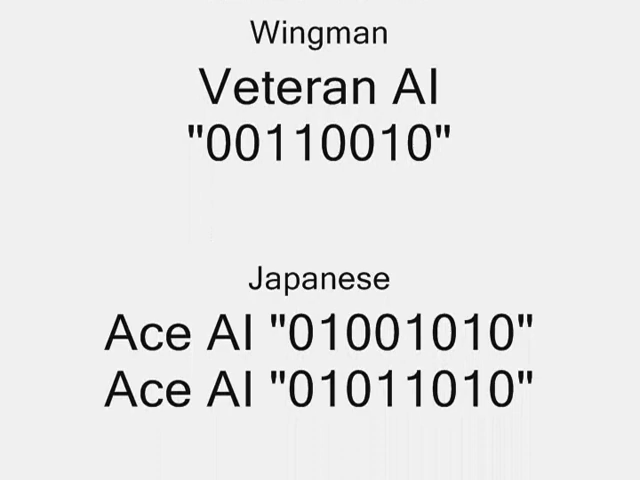 Wingman
Veteran AI
"00110010"
Japanese
Ace AI "01001010"
Ace AI "01011010"